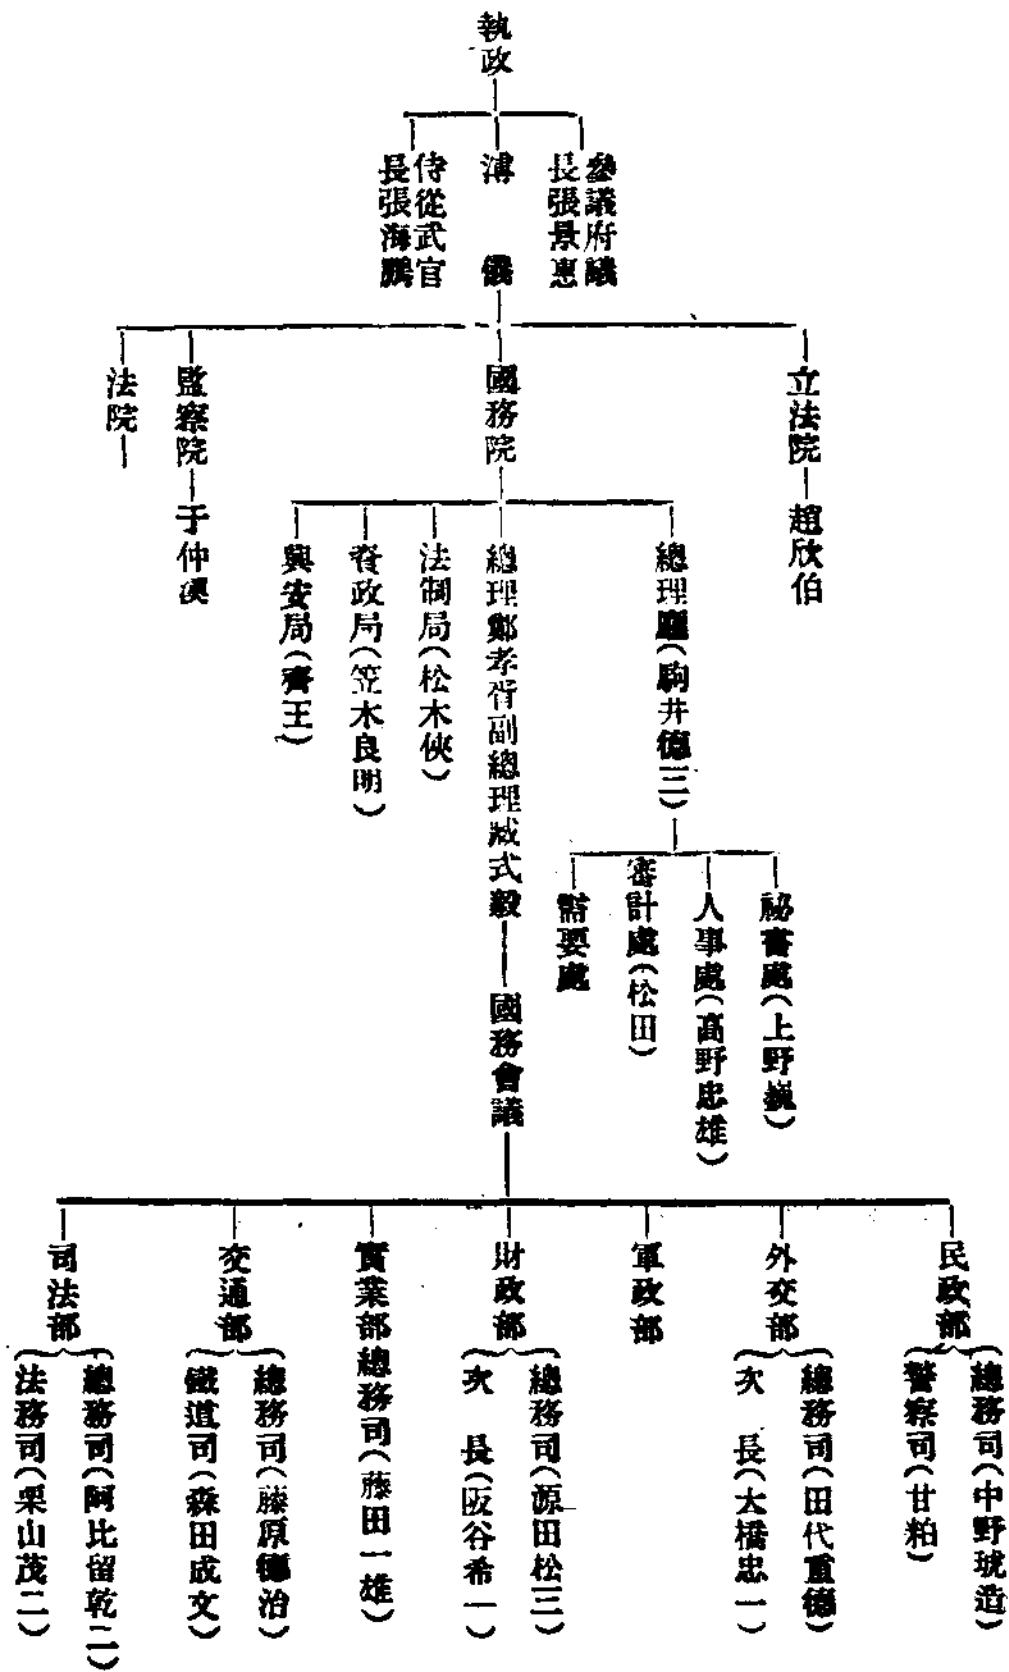 執政
參議府議
長張景惠
溥　儀
侍從武官
長張海鵬
立法院
趙欣伯
國務院
監察院
于仲漢
法院
總理廳(駒井德三)
總理鄭孝胥副總理臧式毅
法制局(松木俠)
資政局(笠木良明)
興安局(齊王)
祕書處(上野巍)
人事處(高野忠雄)
審計處(松田)
需要處
國務會議
民政部
總務司(中野琥造)
警察司(甘粕)
外交部
總務司(田代重德)
次　長(大橋忠一)
軍政部
財政部
總務司(源田松三)
次　長(阪谷希一)
實業部總務司(藤田一雄)
交通部
總務司(藤原德治)
鐵道司(森田成文)
司法部
總務司(阿比留乾二)
法務司(栗山茂二)